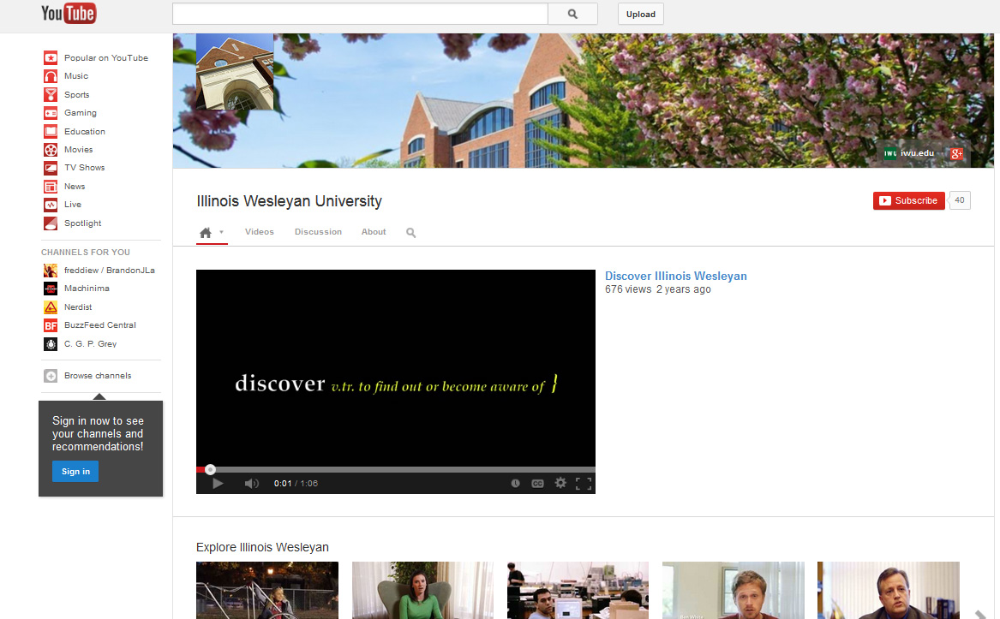 YouTube
Upload
Popular on YouTube
Music
Sports
Gaming
Education
Movies
TV Shows
News
Live
Spotlight
CHANNELS FOR YOU
freddiew / BrandonJLa
Machinima
Nerdist
BF
BuzzFeed Central
C. G. P. Grey
Browse channels
Sign in now to see
your channels and
recommendations!
Sign in
IWU iwu.edu g+
Illinois Wesleyan University
Subscribe 40
Videos Discussion About
discover v.tr. to find out or become aware of }
0:01 / 1:06
CC
Discover Illinois Wesleyan
676 views 2 years ago
Explore Illinois Wesleyan